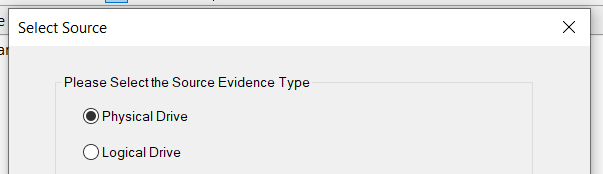 Select Source
Please Select the Source Evidence Type
Physical Drive
Logical Drive